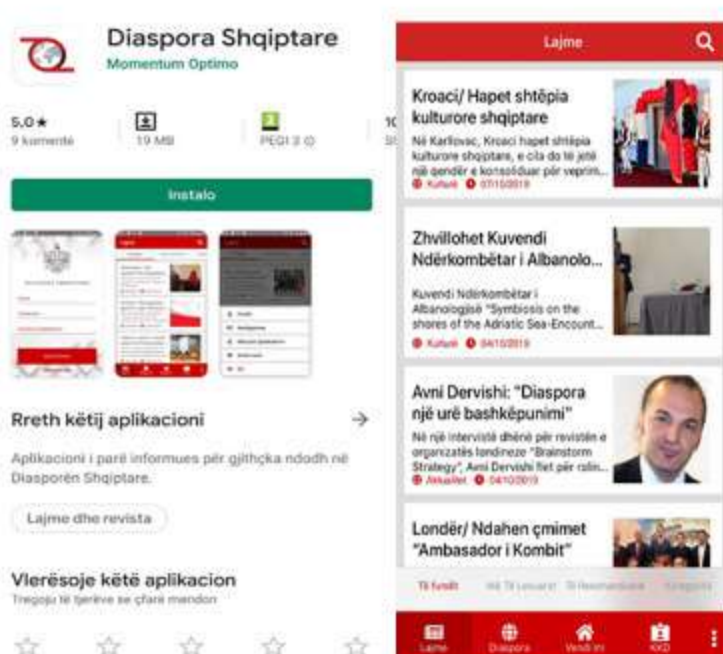 Diaspora Shqiptare
Momentum Optimo
5.0★
9 komente
19 MB
PEGI 3
Instalo
Rreth këtij aplikacioni
Aplikacioni i parë informues për gjithçka ndodh në
Diasporën Shqiptare.
Lajme dhe revista
Vlerësoje këtë aplikacion
Tregoju të tjerëve se çfarë mendon
Lajme
Kroaci/ Hapet shtëpia
kulturore shqiptare
Në Karllovac, Kroaci hapet shtëpia
kulturore shqiptare, e cila do të jetë
një qendër e konsoliduar për veprim...
Kulturë 07/10/2019
Zhvillohet Kuvendi
Ndërkombëtar i Albanolo...
Kuvendi Ndërkombëtar i
Albanologjisë "Symbiosis on the
shores of the Adriatic Sea-Encount...
Kulturë 04/10/2019
Avni Dervishi: "Diaspora
një urë bashkëpunimi"
Në një intervistë dhënë për revistën e
organizatës londineze "Brainstorm
Strategy", Avni Dervishi flet për rolin...
Aktualitet 04/10/2019
Londër/ Ndahen çmimet
"Ambasador i Kombit"
Të fundit
Më Të Lexuarat
Lajme
Diaspora
Vendi Im
KKD